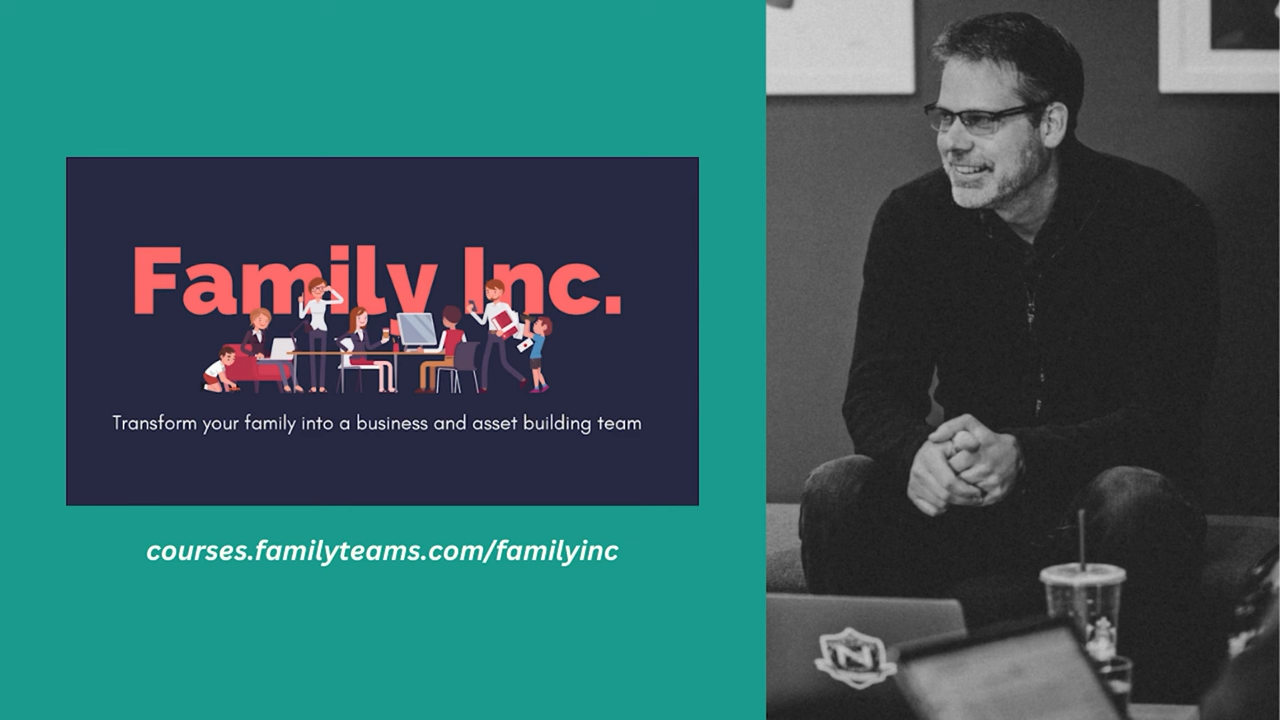 Family Inc.
Transform your family into a business and asset building team
courses.familyteams.com/familyinc
N